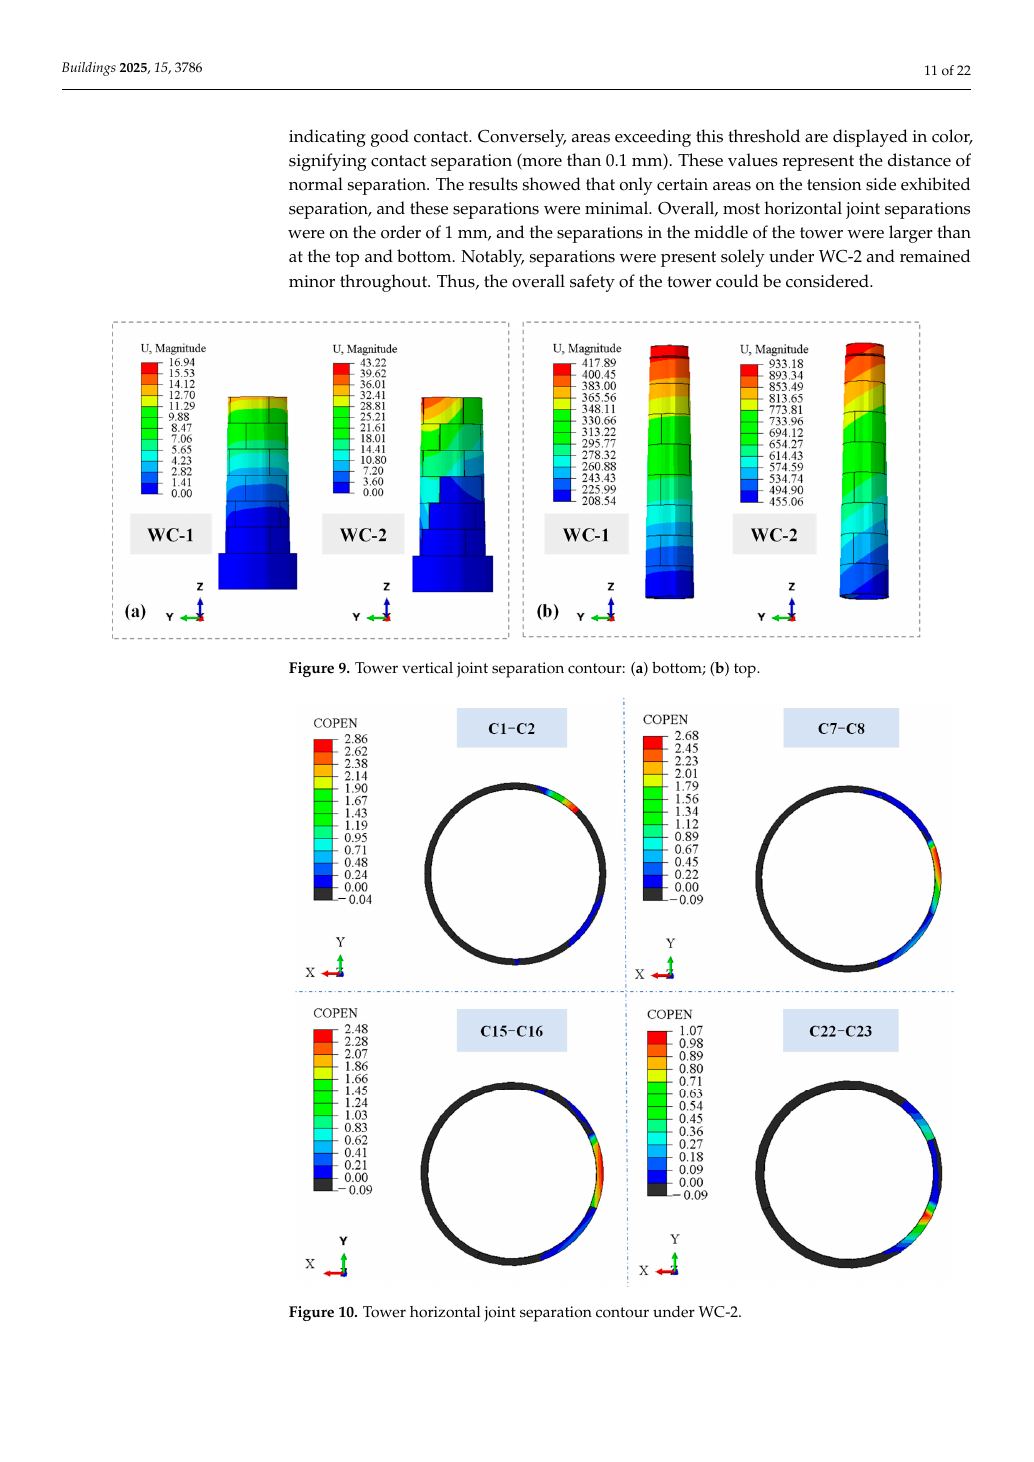 Buildings 2025, 15, 3786
11 of 22
indicating good contact. Conversely, areas exceeding this threshold are displayed in color,
signifying contact separation (more than 0.1 mm). These values represent the distance of
normal separation. The results showed that only certain areas on the tension side exhibited
separation, and these separations were minimal. Overall, most horizontal joint separations
were on the order of 1 mm, and the separations in the middle of the tower were larger than
at the top and bottom. Notably, separations were present solely under WC-2 and remained
minor throughout. Thus, the overall safety of the tower could be considered.
U, Magnitude
16.94
15.53
14.12
12.70
11.29
9.88
8.47
7.06
5.65
4.23
2.82
1.41
0.00
WC-1
Z
Y
(a)
U, Magnitude
43.22
39.62
36.01
32.41
28.81
25.21
21.61
18.01
14.41
10.80
7.20
3.60
0.00
WC-2
Z
Y
U, Magnitude
417.89
400.45
383.00
365.56
348.11
330.66
313.22
295.77
278.32
260.88
243.43
225.99
208.54
WC-1
Z
Y
(b)
U, Magnitude
933.18
893.34
853.49
813.65
773.81
733.96
694.12
654.27
614.43
574.59
534.74
494.90
455.06
WC-2
Z
Y
Figure 9. Tower vertical joint separation contour: (a) bottom; (b) top.
COPEN
2.86
2.62
2.38
2.14
1.90
1.67
1.43
1.19
0.95
0.71
0.48
0.24
0.00
−0.04
C1−C2
Y
X
COPEN
2.68
2.45
2.23
2.01
1.79
1.56
1.34
1.12
0.89
0.67
0.45
0.22
0.00
−0.09
C7−C8
Y
X
COPEN
2.48
2.28
2.07
1.86
1.66
1.45
1.24
1.03
0.83
0.62
0.41
0.21
0.00
−0.09
C15−C16
Y
X
COPEN
1.07
0.98
0.89
0.80
0.71
0.63
0.54
0.45
0.36
0.27
0.18
0.09
0.00
−0.09
C22−C23
Y
X
Figure 10. Tower horizontal joint separation contour under WC-2.